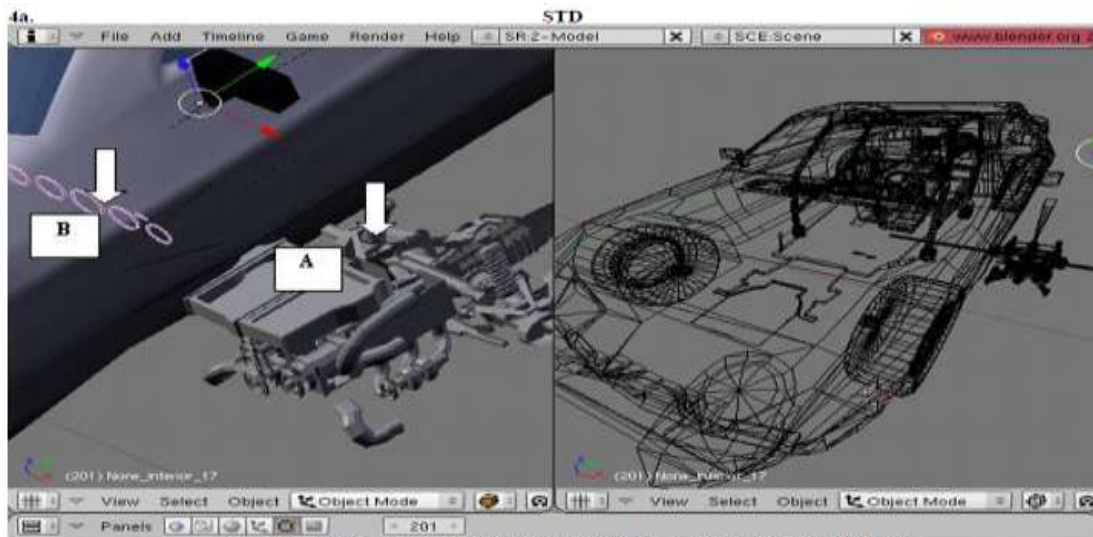 4a. STD
File Add Timeline Game Render Help SR:2-Model SCE:Scene www.blender.org
B
A
(201) None_interior_17 (201) None_interior_17
View Select Object Object Mode View Select Object Object Mode
Panels 201